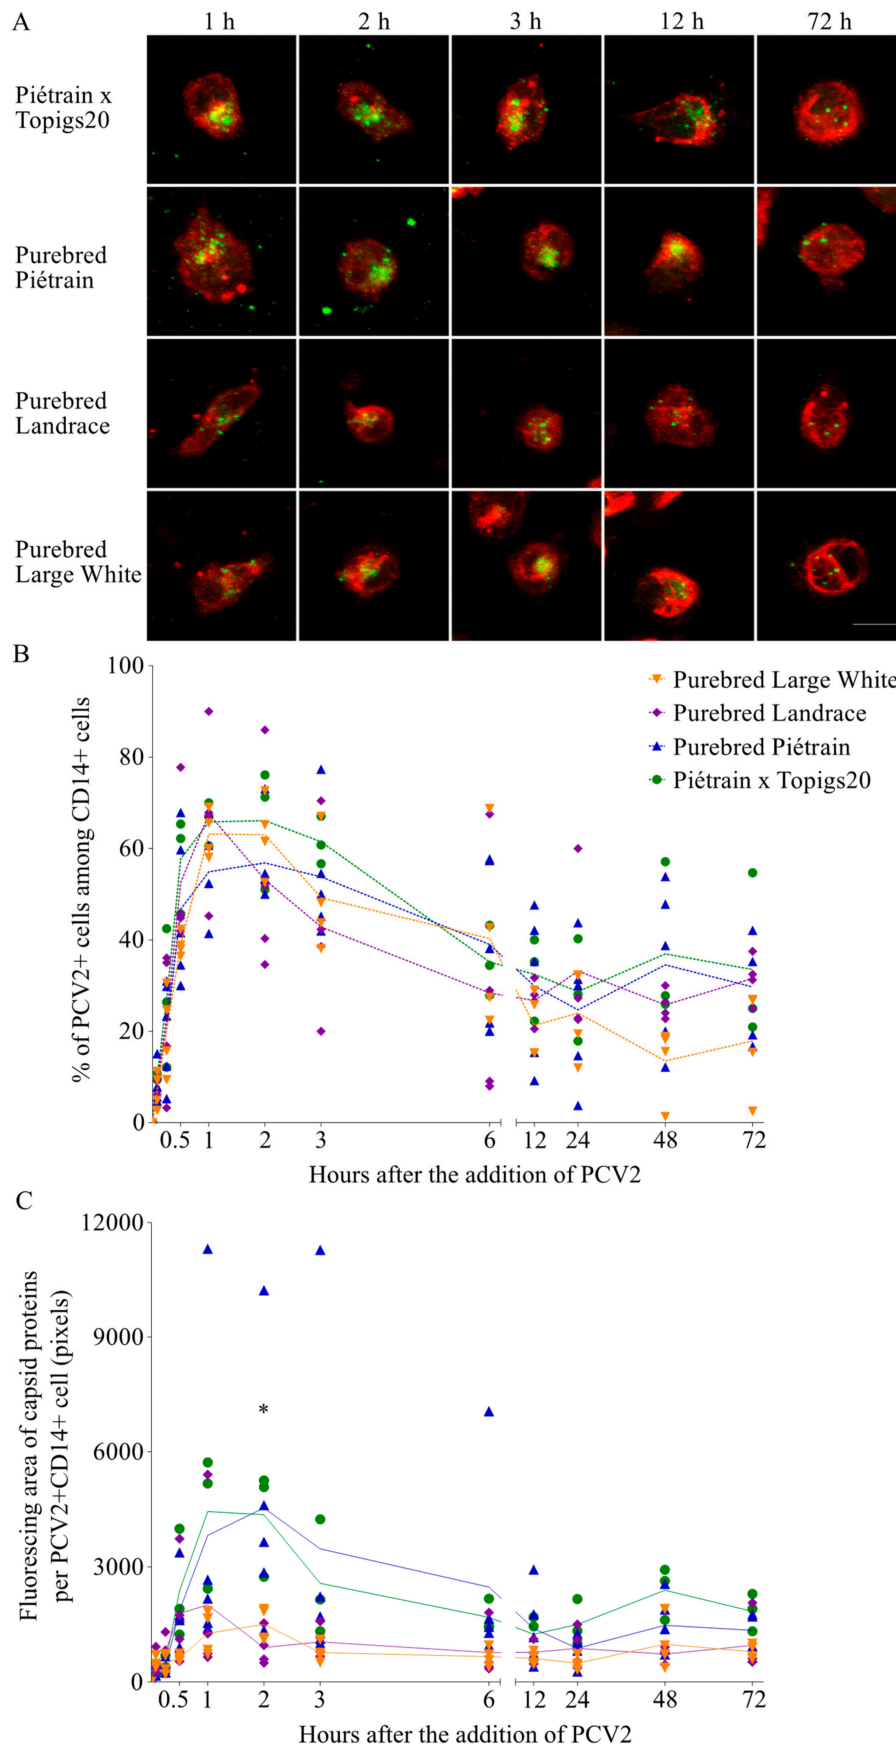 A
1 h 2 h 3 h 12 h 72 h
Piétrain x
Topigs20
Purebred
Piétrain
Purebred
Landrace
Purebred
Large White
B
% of PCV2+ cells among CD14+ cells
100
80
60
40
20
0
Purebred Large White
Purebred Landrace
Purebred Piétrain
Piétrain x Topigs20
0.5 1 2 3 6 12 24 48 72
Hours after the addition of PCV2
C
Fluorescing area of capsid proteins
per PCV2+CD14+ cell (pixels)
12000
9000
*
6000
3000
0
0.5 1 2 3 6 12 24 48 72
Hours after the addition of PCV2